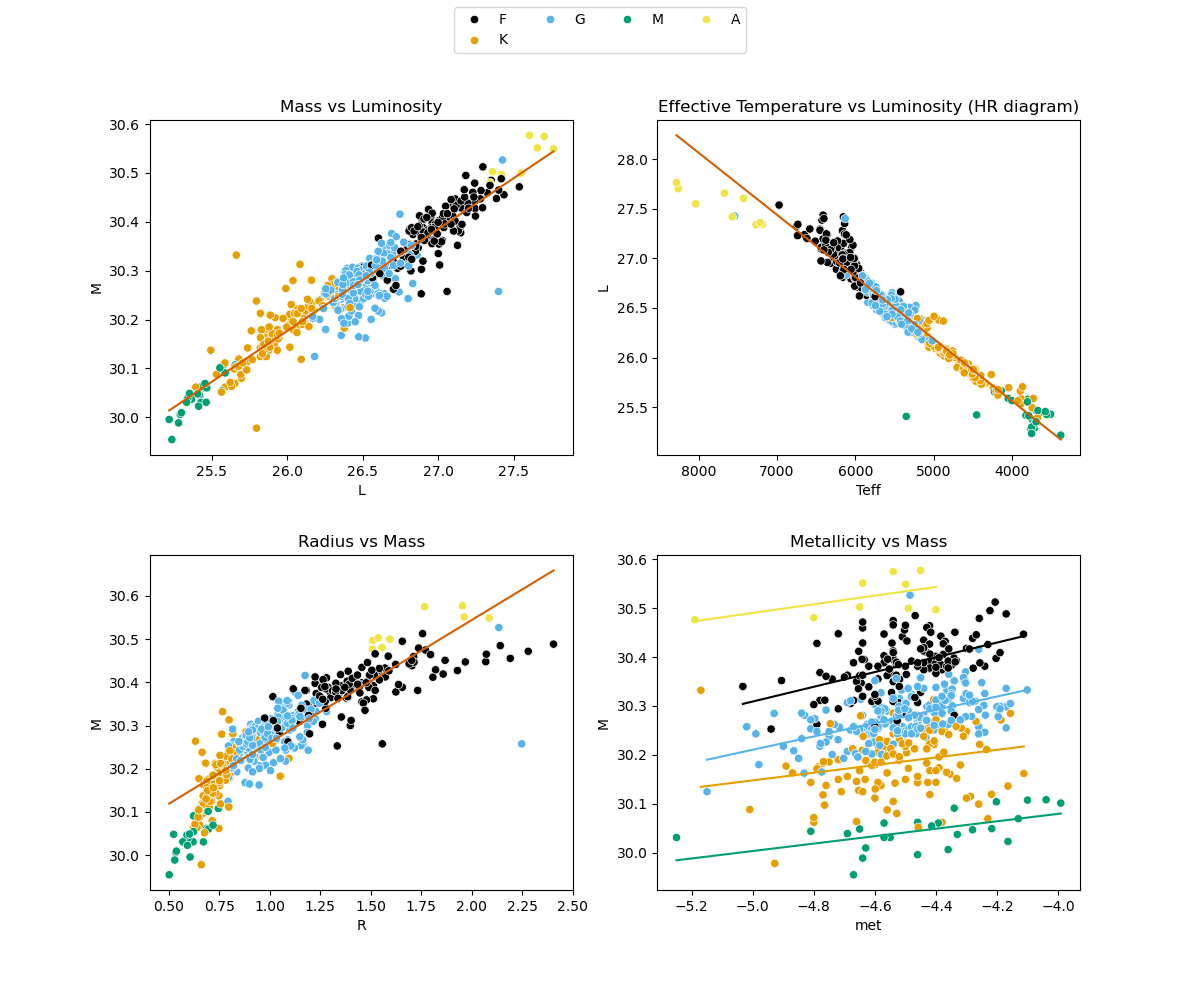 F G M A
K
Mass vs Luminosity
30.6
30.5
30.4
30.3
30.2
30.1
30.0
M
25.5 26.0 26.5 27.0 27.5
L
Effective Temperature vs Luminosity (HR diagram)
28.0
27.5
27.0
26.5
26.0
25.5
L
8000 7000 6000 5000 4000
Teff
Radius vs Mass
30.6
30.5
30.4
30.3
30.2
30.1
30.0
M
0.50 0.75 1.00 1.25 1.50 1.75 2.00 2.25 2.50
R
Metallicity vs Mass
30.6
30.5
30.4
30.3
30.2
30.1
30.0
M
−5.2 −5.0 −4.8 −4.6 −4.4 −4.2 −4.0
met